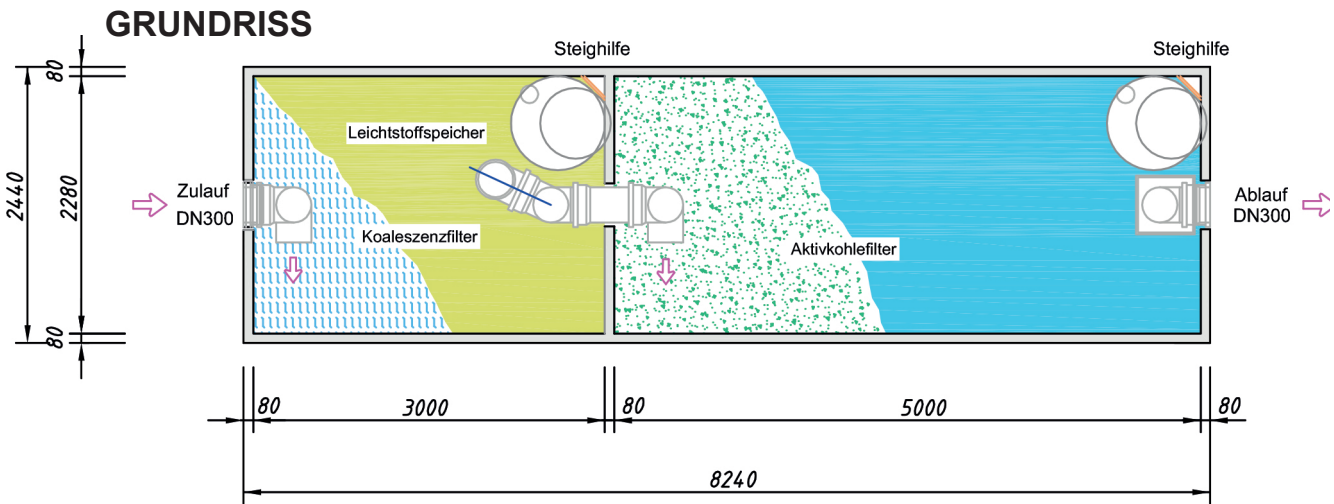 GRUNDRISS
Steighilfe
Steighilfe
80
2440
2280
80
Leichtstoffspeicher
Zulauf
DN300
Koaleszenzfilter
Aktivkohlefilter
Ablauf
DN300
80
3000
80
5000
80
8240